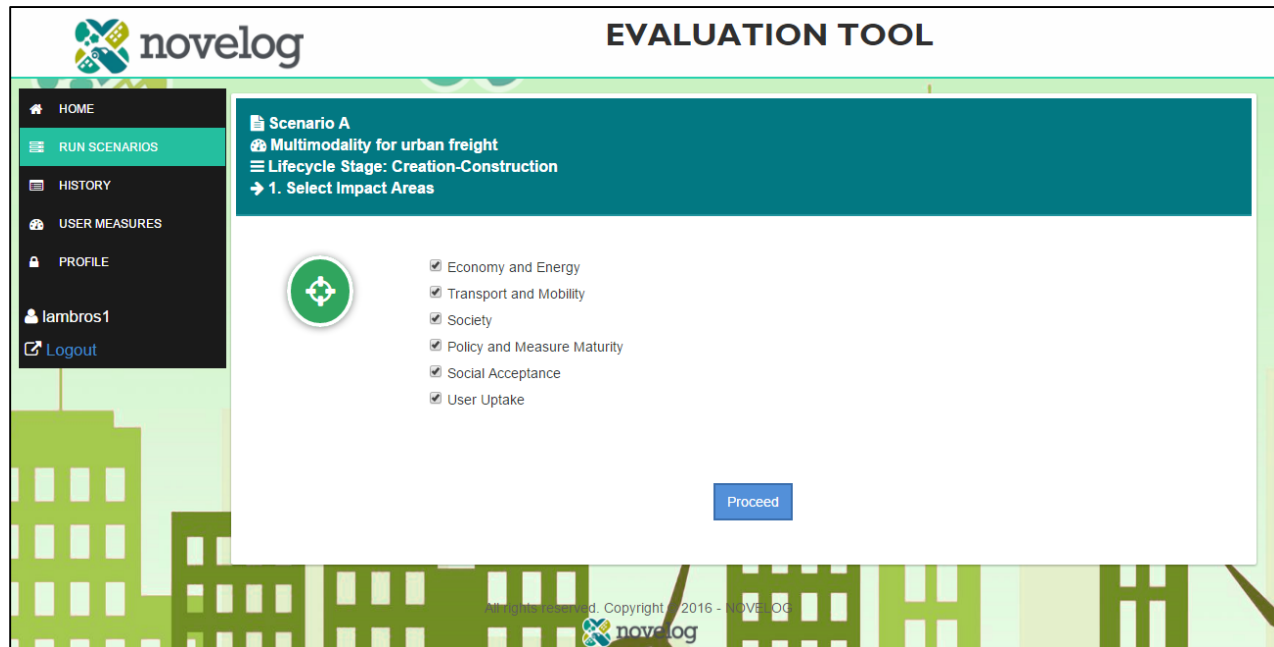 novelog
EVALUATION TOOL
HOME
RUN SCENARIOS
HISTORY
USER MEASURES
PROFILE
lambros1
Logout
Scenario A
Multimodality for urban freight
Lifecycle Stage: Creation-Construction
1. Select Impact Areas
Economy and Energy
Transport and Mobility
Society
Policy and Measure Maturity
Social Acceptance
User Uptake
Proceed
All rights reserved. Copyright © 2016 - NOVELOG
novelog